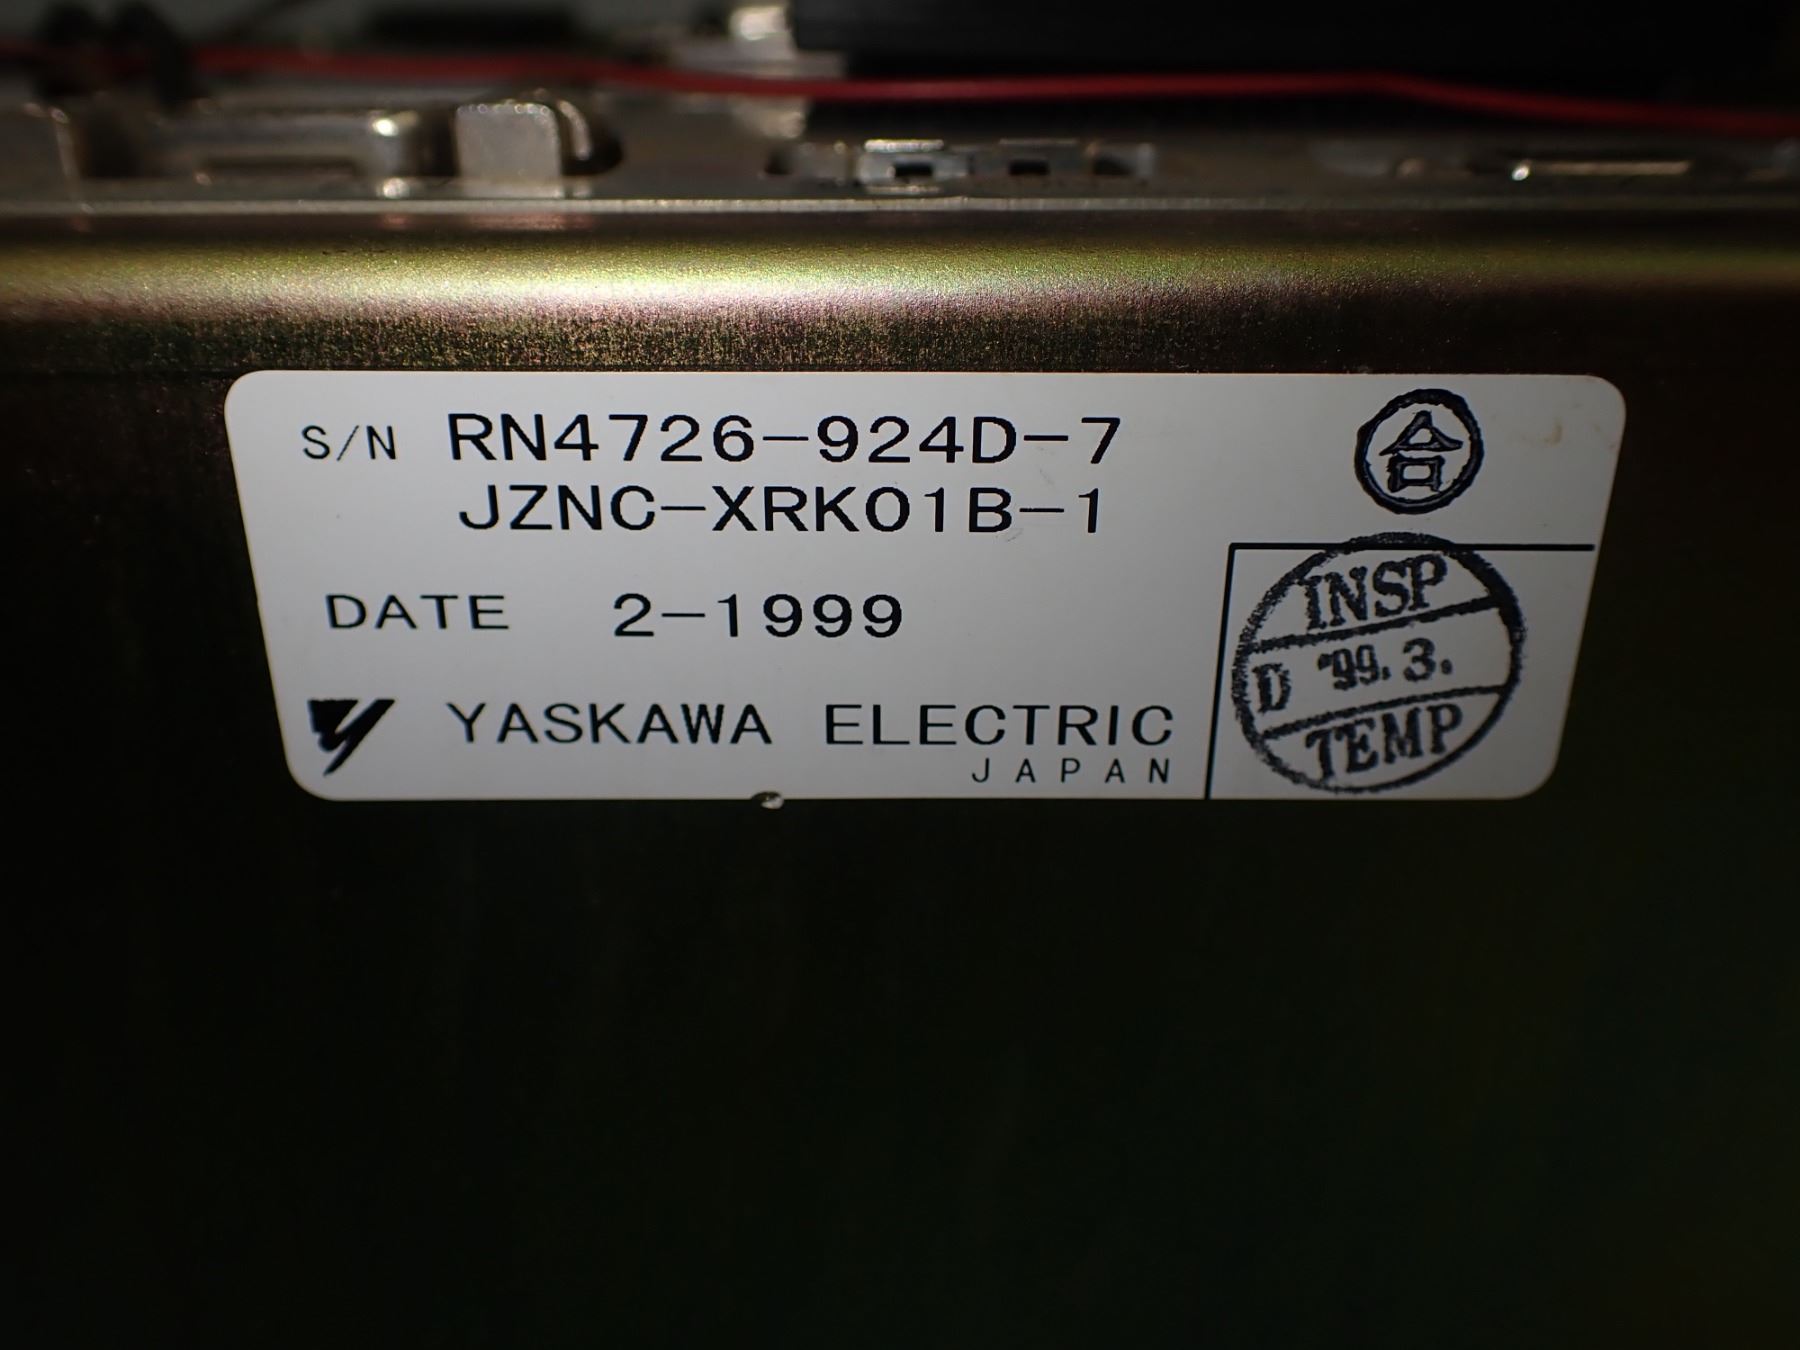 S/N RN4726-924D-7
合
JZNC-XRK01B-1
DATE 2-1999
YASKAWA ELECTRIC
JAPAN
INSP
D '99.3.
TEMP